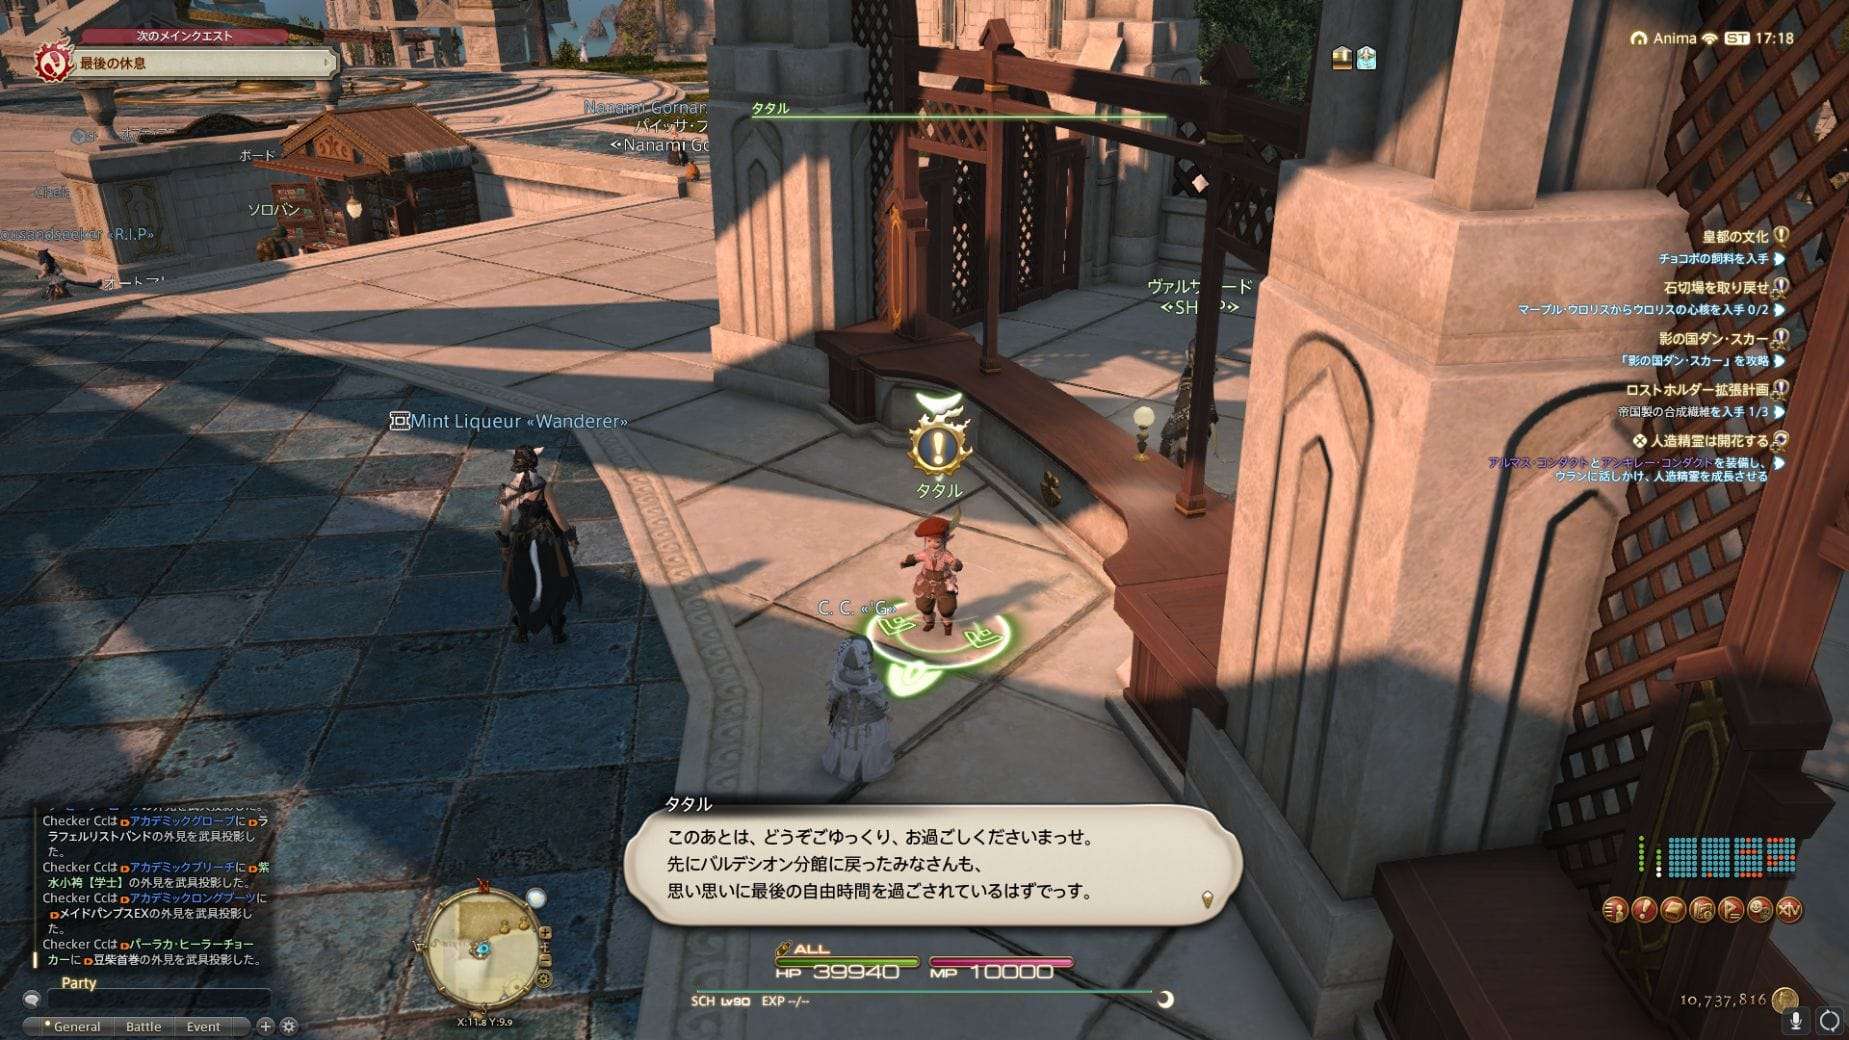 次のメインクエスト
最後の休息
Anima
ST 17:18
タタル
ボード
ソロバン
«R.I.P»
Mint Liqueur «Wanderer»
タタル
C. C. «'G»
皇都の文化
チョコボの飼料を入手
石切場を取り戻せ
マーブル・ウロリスからウロリスの心核を入手 0/2
影の国ダン・スカー
「影の国ダン・スカー」を攻略
ロストホルダー拡張計画
帝国製の合成繊維を入手 1/3
人造精霊は開花する
アルマス・コンダクトとアンキレー・コンダクトを装備し、
ウランに話しかけ、人造精霊を成長させる
Checker Ccは アカデミックグローブに ラ
ラフェルリストバンドの外見を武具投影し
た。
Checker Ccは アカデミックブリーチに 紫
水小袴【学士】の外見を武具投影した。
Checker Ccは アカデミックロングブーツに
メイドパンプスEXの外見を武具投影し
た。
Checker Ccは パーラカ・ヒーラーチョー
カーに 豆柴首巻の外見を武具投影した。
Party
General Battle Event
X:11.8 Y:9.9
タタル
このあとは、どうぞごゆっくり、お過ごしくださいまっせ。
先にバルデシオン分館に戻ったみなさんも、
思い思いに最後の自由時間を過ごされているはずでっす。
ALL
HP 39940 MP 10000
SCH Lv90 EXP --/--
10,737,816